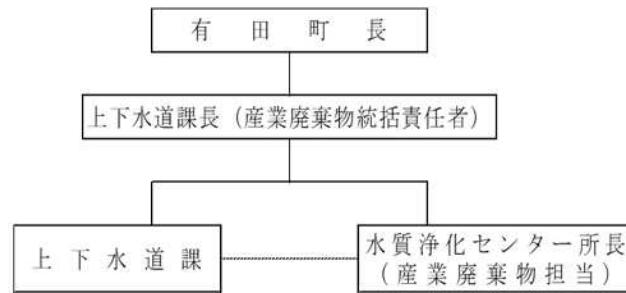 有田町長
上下水道課長（産業廃棄物統括責任者）
上下水道課
水質浄化センター所長
（産業廃棄物担当）